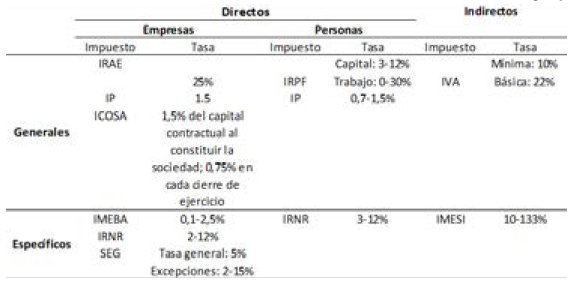 Directos Indirectos
Empresas Personas
Impuesto Tasa Impuesto Tasa Impuesto Tasa
IRAE Capital: 3-12% Mínima: 10%
25% IRPF Trabajo: 0-30% IVA Básica: 22%
IP 1.5 IP 0,7-1,5%
ICOSA 1,5% del capital
Generales contractual al
constituir la
sociedad; 0,75% en
cada cierre de
ejercicio
IMEBA 0,1-2,5% IRNR 3-12% IMESI 10-133%
Específicos IRNR 2-12%
SEG Tasa general: 5%
Excepciones: 2-15%